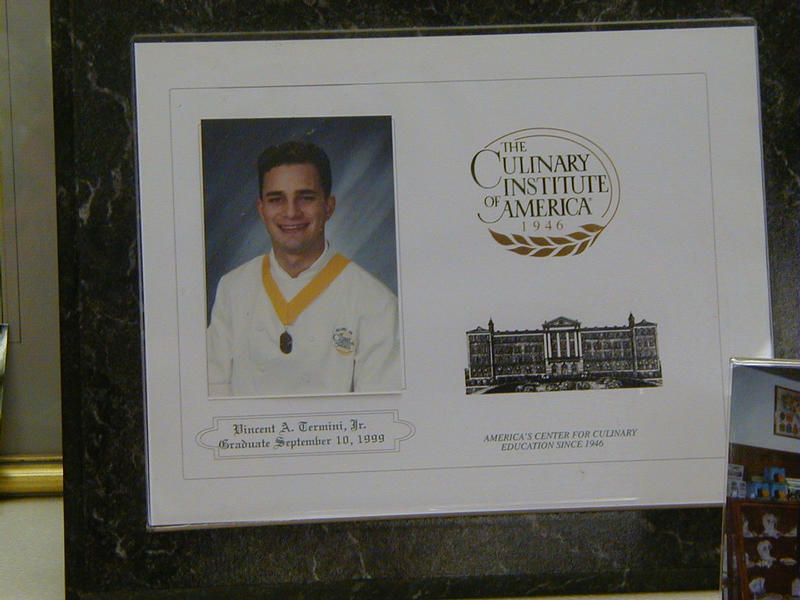 THE
CULINARY
INSTITUTE
OF AMERICA
1946
Vincent A. Termini, Jr.
Graduate September 10, 1999
AMERICA'S CENTER FOR CULINARY
EDUCATION SINCE 1946